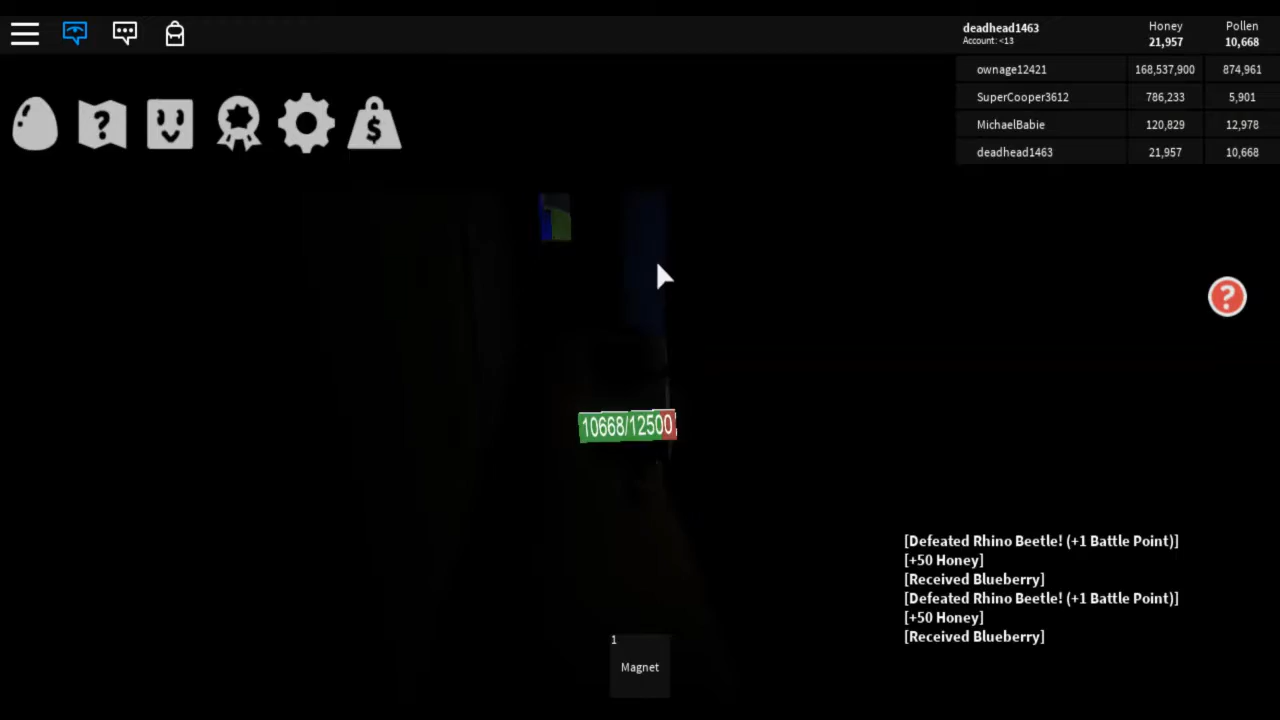 deadhead1463
Account: <13
Honey
21,957
Pollen
10,668
ownage12421 168,537,900 874,961
SuperCooper3612 786,233 5,901
MichaelBabie 120,829 12,978
deadhead1463 21,957 10,668
?
$
?
10668/12500
[Defeated Rhino Beetle! (+1 Battle Point)]
[+50 Honey]
[Received Blueberry]
[Defeated Rhino Beetle! (+1 Battle Point)]
[+50 Honey]
[Received Blueberry]
1
Magnet